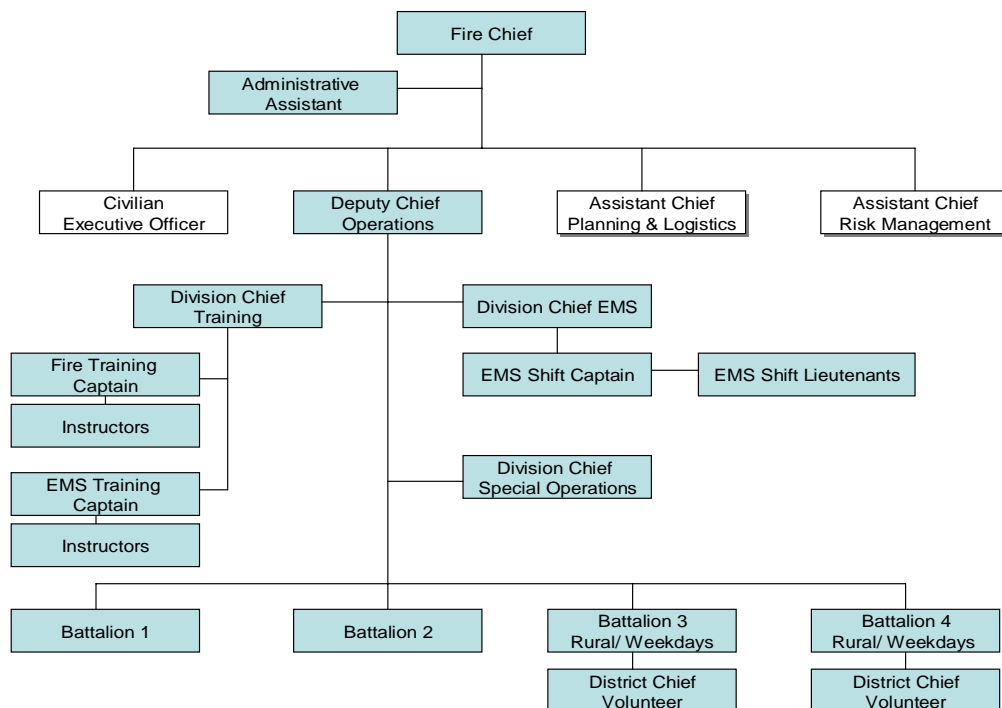 Fire Chief
Administrative
Assistant
Civilian
Executive Officer
Deputy Chief
Operations
Assistant Chief
Planning & Logistics
Assistant Chief
Risk Management
Division Chief
Training
Division Chief EMS
Fire Training
Captain
EMS Shift Captain
EMS Shift Lieutenants
Instructors
EMS Training
Captain
Division Chief
Special Operations
Instructors
Battalion 1
Battalion 2
Battalion 3
Rural/ Weekdays
Battalion 4
Rural/ Weekdays
District Chief
Volunteer
District Chief
Volunteer